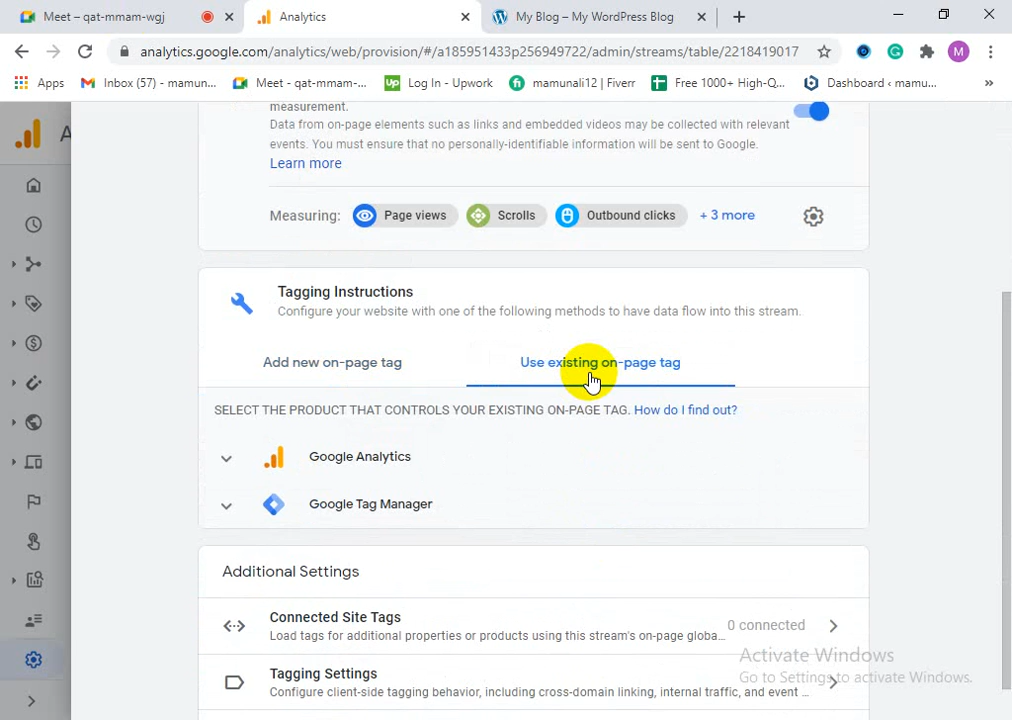 Meet – qat-mmam-wgj
Analytics
My Blog – My WordPress Blog
analytics.google.com/analytics/web/provision/#/a185951433p256949722/admin/streams/table/2218419017
M
Apps
Inbox (57) - mamun...
Meet - qat-mmam-...
Up
Log In - Upwork
fi
mamunali12 | Fiverr
Free 1000+ High-Q...
Dashboard ‹ mamu...
»
A
measurement.
Data from on-page elements such as links and embedded videos may be collected with relevant
events. You must ensure that no personally-identifiable information will be sent to Google.
Learn more
Measuring:
Page views
Scrolls
Outbound clicks
+ 3 more
Tagging Instructions
Configure your website with one of the following methods to have data flow into this stream.
Add new on-page tag
Use existing on-page tag
SELECT THE PRODUCT THAT CONTROLS YOUR EXISTING ON-PAGE TAG. How do I find out?
Google Analytics
Google Tag Manager
Additional Settings
Connected Site Tags
Load tags for additional properties or products using this stream's on-page globa...
0 connected
Tagging Settings
Configure client-side tagging behavior, including cross-domain linking, internal traffic, and event ...
Activate Windows
Go to Settings to activate Windows.